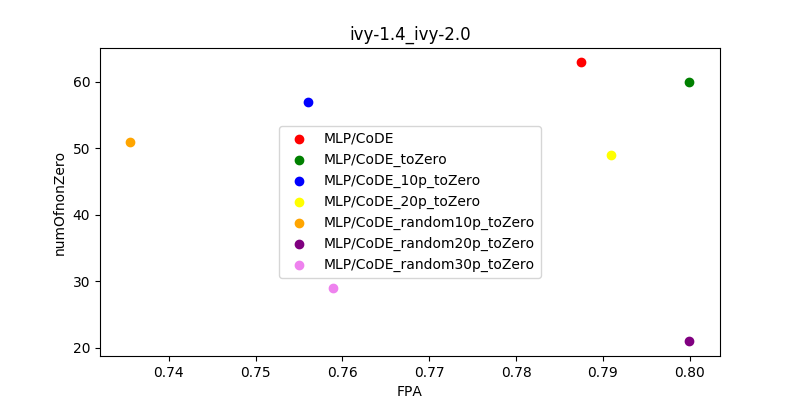 ivy-1.4_ivy-2.0
numOfnonZero
60
50
40
30
20
MLP/CoDE
MLP/CoDE_toZero
MLP/CoDE_10p_toZero
MLP/CoDE_20p_toZero
MLP/CoDE_random10p_toZero
MLP/CoDE_random20p_toZero
MLP/CoDE_random30p_toZero
0.74 0.75 0.76 0.77 0.78 0.79 0.80
FPA